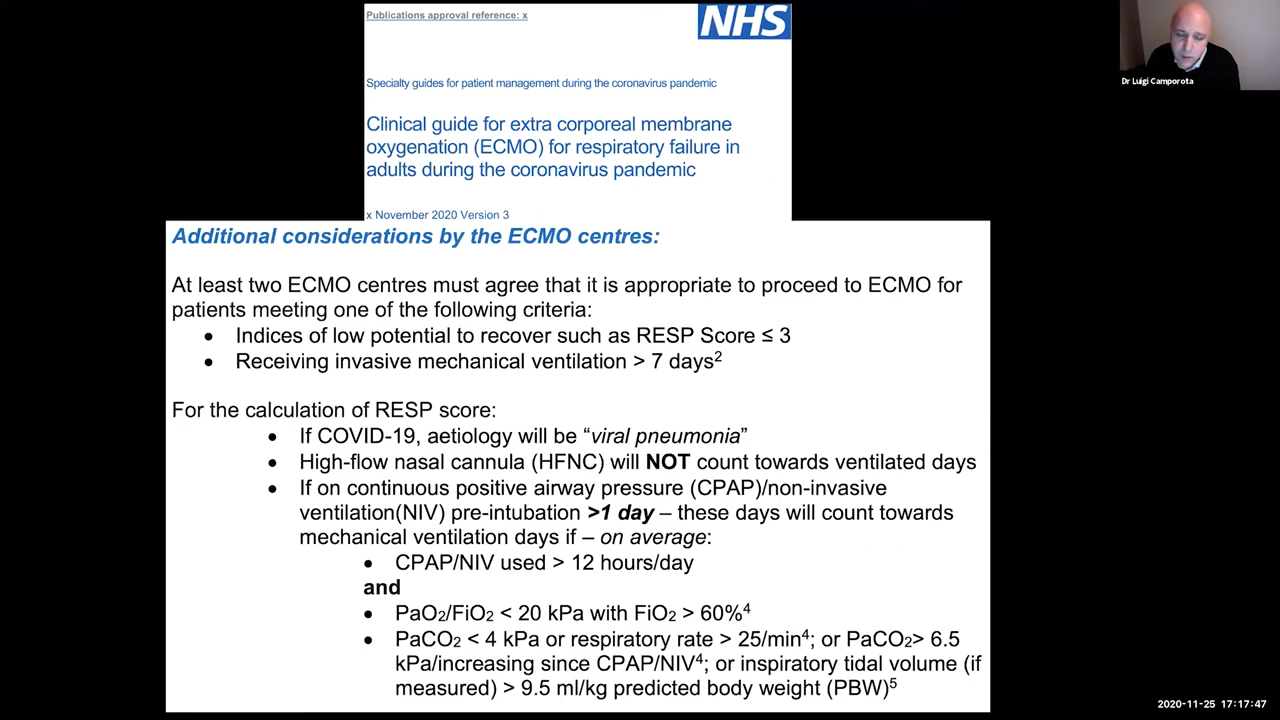 Publications approval reference: x
NHS
Dr Luigi Camporota
Specialty guides for patient management during the coronavirus pandemic
Clinical guide for extra corporeal membrane
oxygenation (ECMO) for respiratory failure in
adults during the coronavirus pandemic
x November 2020 Version 3
Additional considerations by the ECMO centres:
At least two ECMO centres must agree that it is appropriate to proceed to ECMO for
patients meeting one of the following criteria:
• Indices of low potential to recover such as RESP Score ≤ 3
• Receiving invasive mechanical ventilation > 7 days²
For the calculation of RESP score:
• If COVID-19, aetiology will be “viral pneumonia”
• High-flow nasal cannula (HFNC) will NOT count towards ventilated days
• If on continuous positive airway pressure (CPAP)/non-invasive
ventilation(NIV) pre-intubation >1 day – these days will count towards
mechanical ventilation days if – on average:
• CPAP/NIV used > 12 hours/day
and
• PaO₂/FiO₂ < 20 kPa with FiO₂ > 60%⁴
• PaCO₂ < 4 kPa or respiratory rate > 25/min⁴; or PaCO₂> 6.5
kPa/increasing since CPAP/NIV⁴; or inspiratory tidal volume (if
measured) > 9.5 ml/kg predicted body weight (PBW)⁵
2020-11-25 17:17:47